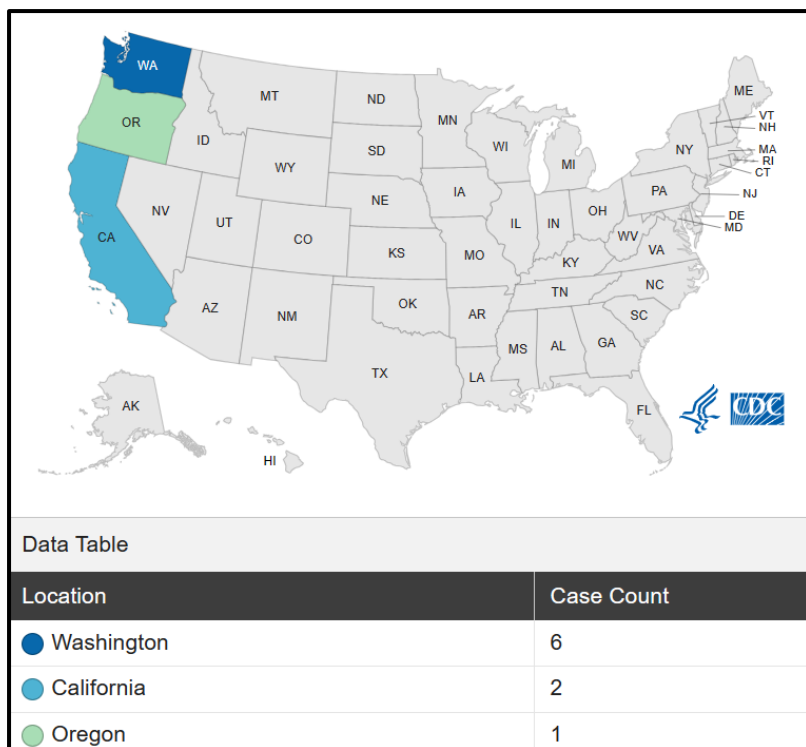 WA
MT
ND
ME
VT
NH
OR
MN
ID
SD
WI
NY
MA
RI
CT
WY
MI
IA
PA
NJ
NE
NV
OH
DE
UT
IL
IN
MD
CA
CO
WV
VA
KS
MO
KY
NC
TN
AZ
NM
OK
AR
SC
MS
AL
GA
TX
LA
AK
FL
CDC
HI
Data Table
Location Case Count
Washington 6
California 2
Oregon 1